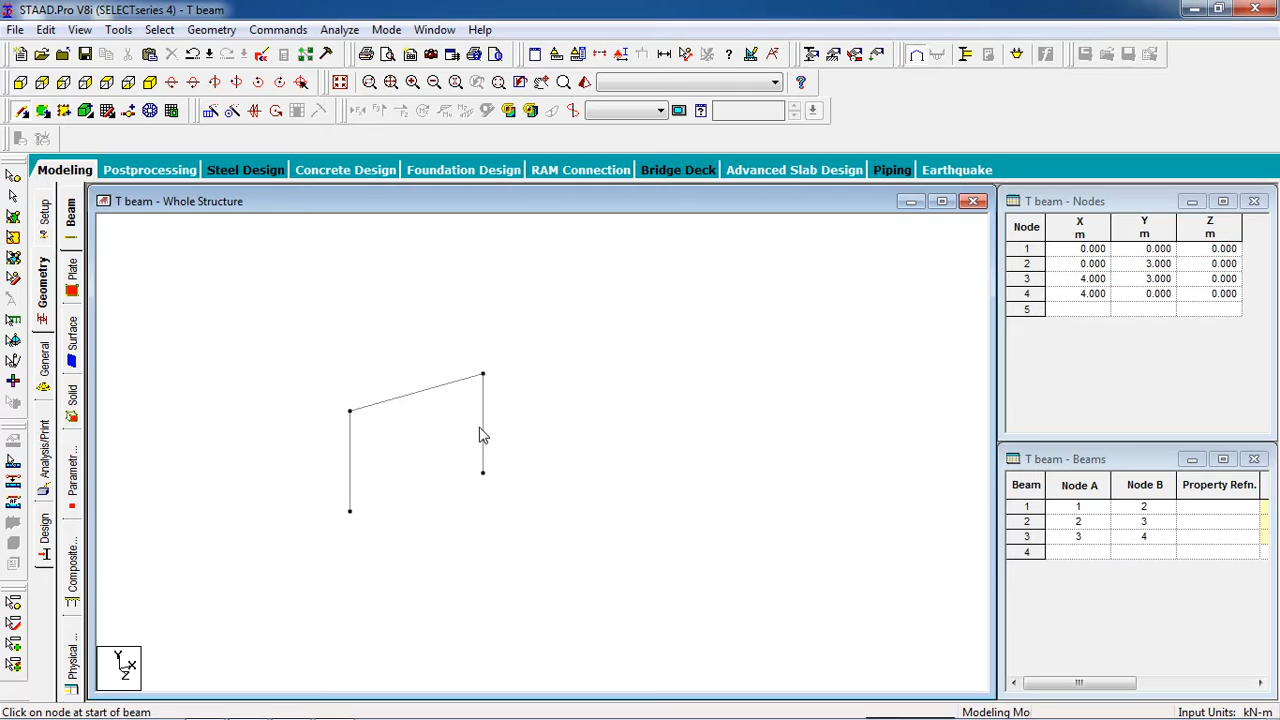 STAAD.Pro V8i (SELECTseries 4) - T beam
File Edit View Tools Select Geometry Commands Analyze Mode Window Help
Modeling Postprocessing Steel Design Concrete Design Foundation Design RAM Connection Bridge Deck Advanced Slab Design Piping Earthquake
Setup
Geometry
General
Analysis/Print
Design
Beam
Plate
Surface
Solid
Parametr...
Composite...
Physical ...
T beam - Whole Structure
Y
X
Z
T beam - Nodes
Node X m Y m Z m
1 0.000 0.000 0.000
2 0.000 3.000 0.000
3 4.000 3.000 0.000
4 4.000 0.000 0.000
5
T beam - Beams
Beam Node A Node B Property Refn.
1 1 2
2 2 3
3 3 4
4
Click on node at start of beam Modeling Mo Input Units: kN-m